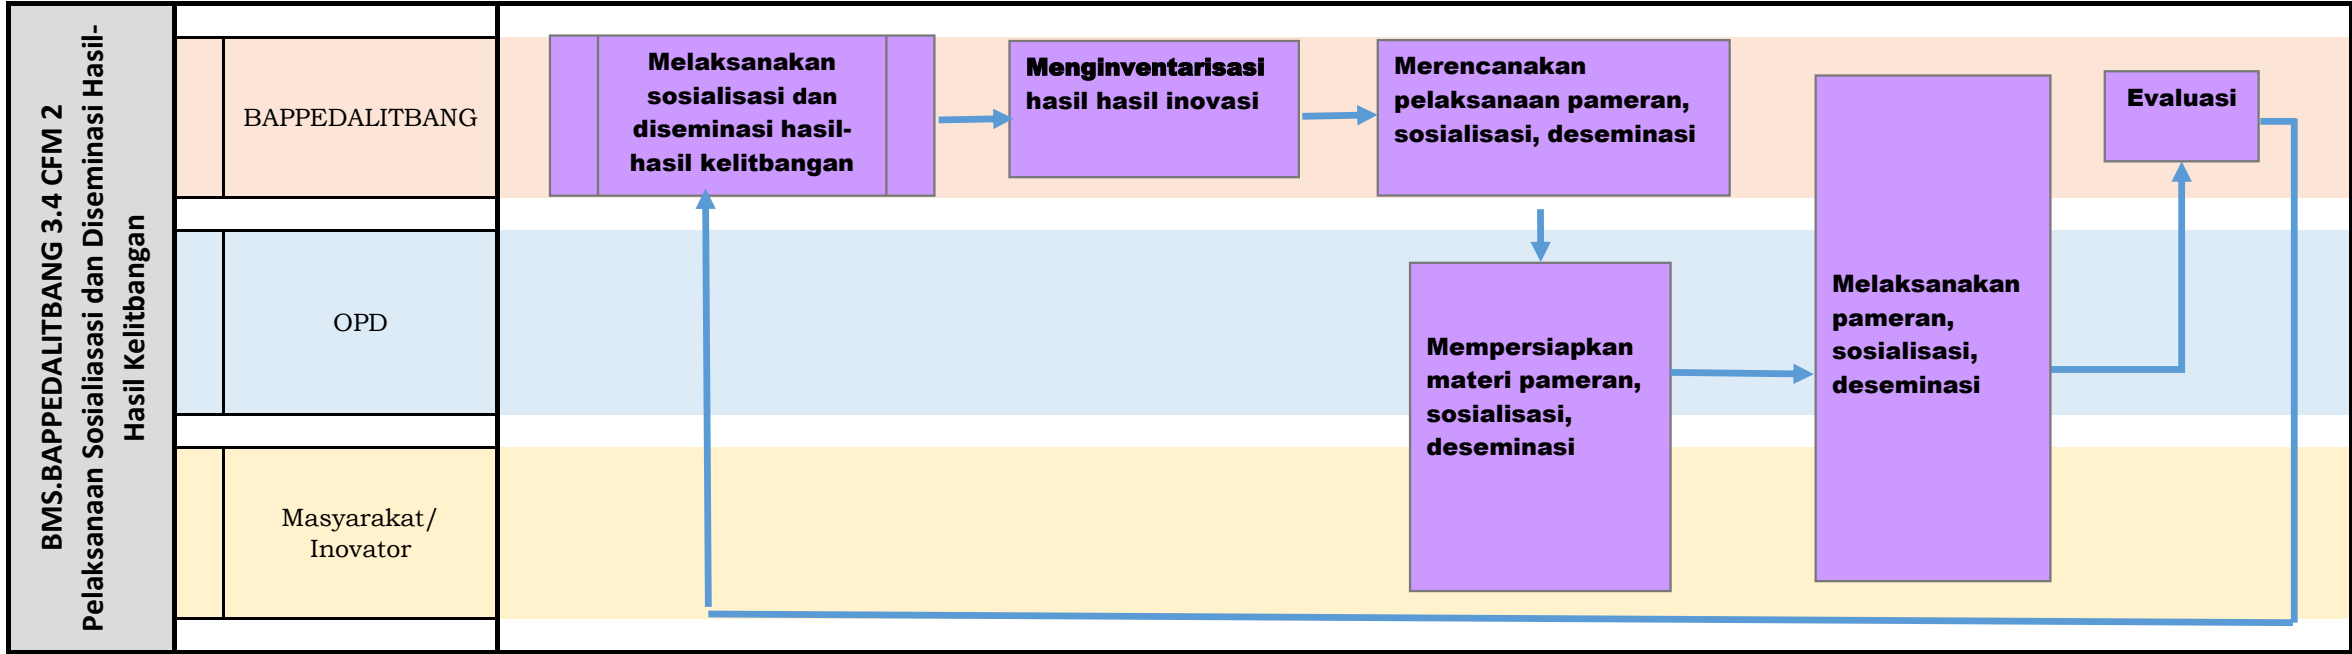 BMS.BAPPEDALITBANG 3.4 CFM 2
Pelaksanaan Sosialiasasi dan Diseminasi Hasil-
Hasil Kelitbangan
BAPPEDALITBANG
OPD
Masyarakat/
Inovator
Melaksanakan
sosialisasi dan
diseminasi hasil-
hasil kelitbangan
Menginventarisasi
hasil hasil inovasi
Merencanakan
pelaksanaan pameran,
sosialisasi, deseminasi
Mempersiapkan
materi pameran,
sosialisasi,
deseminasi
Melaksanakan
pameran,
sosialisasi,
deseminasi
Evaluasi